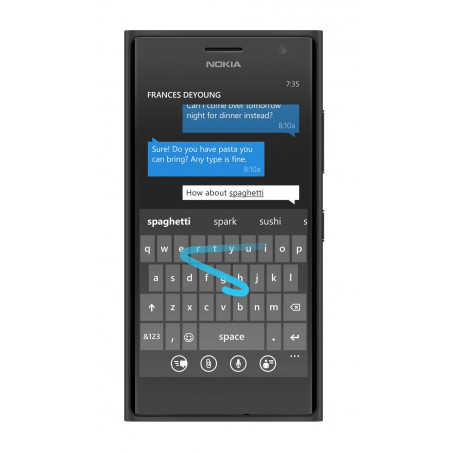 NOKIA
7:35
FRANCES DEYOUNG
Can I come over tomorrow
night for dinner instead?
8:10a
Sure! Do you have pasta you
can bring? Any type is fine.
8:10a
How about spaghetti
spaghetti spark sushi s
q w e r t y u i o p
a s d f g h j k l
z x c v b n m
&123 , space .